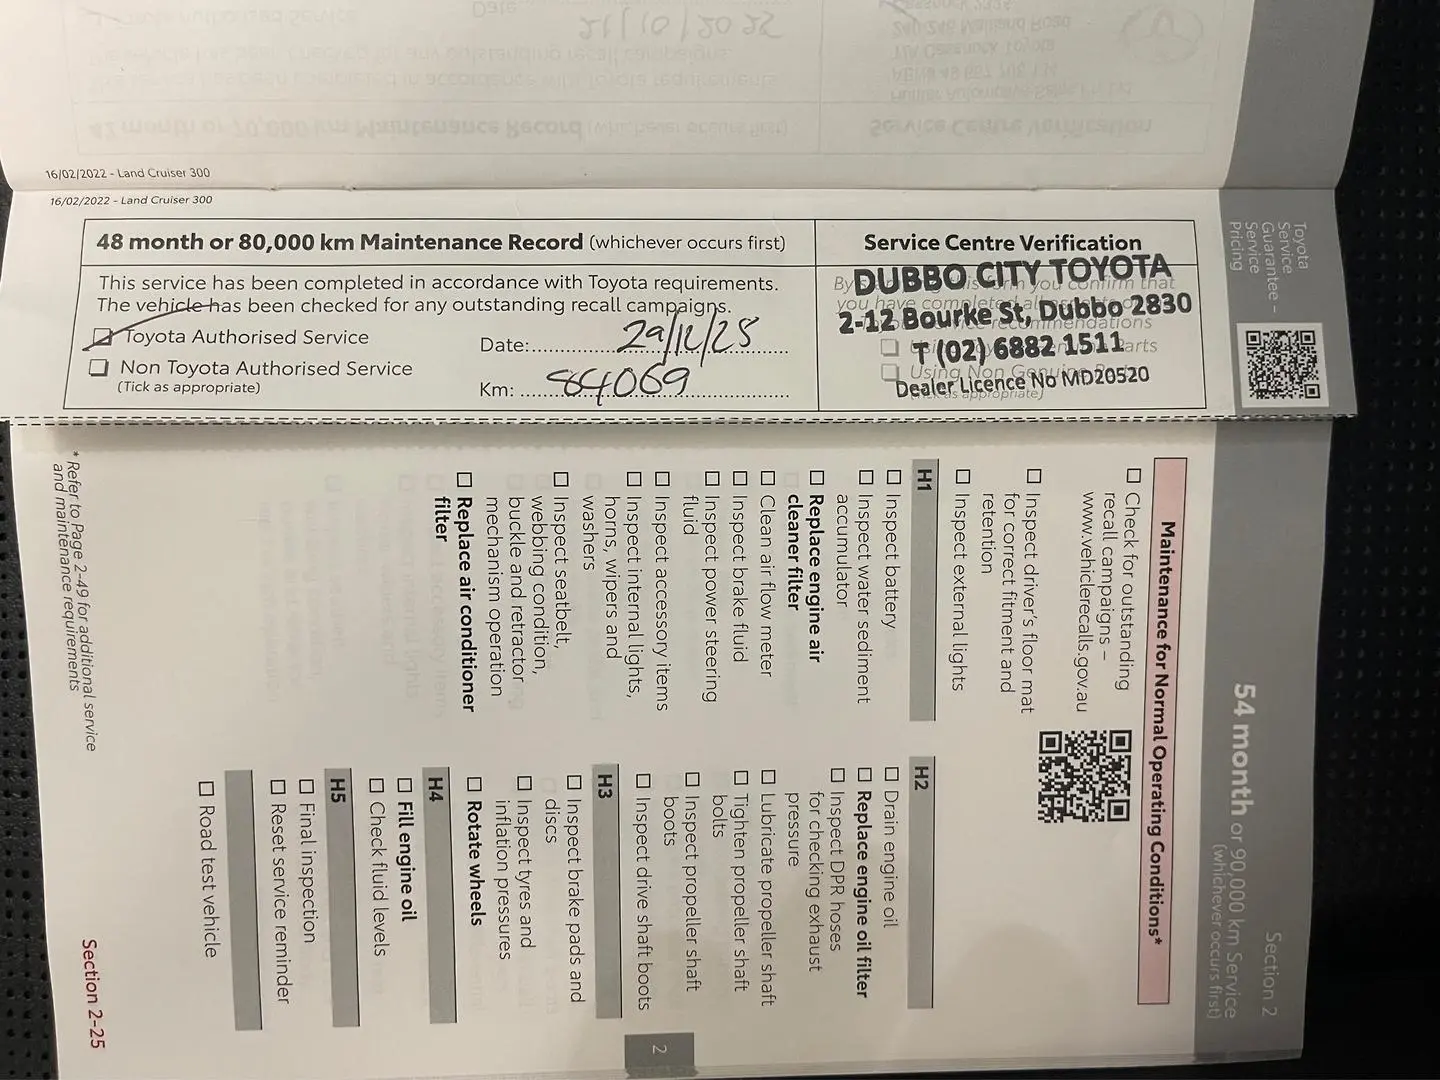 16/02/2022 - Land Cruiser 300
16/02/2022 - Land Cruiser 300
48 month or 80,000 km Maintenance Record (whichever occurs first)
This service has been completed in accordance with Toyota requirements.
The vehicle has been checked for any outstanding recall campaigns.
Toyota Authorised Service
Non Toyota Authorised Service
(Tick as appropriate)
Date: 29/12/25
Km:
Service Centre Verification
DUBBO CITY TOYOTA
2-12 Bourke St, Dubbo 2830
T (02) 6882 1511
Dealer Licence No MD20520
Using Non Genuine
(Tick as appropriate)
Toyota
Service
Guarantee –
Service
Pricing
Section 2
54 month or 90,000 km Service
(whichever occurs first)
Maintenance for Normal Operating Conditions*
Check for outstanding
recall campaigns –
www.vehiclerecalls.gov.au
Inspect driver's floor mat
for correct fitment and
retention
Inspect external lights
H1
Inspect battery
Inspect water sediment
accumulator
Replace engine air
cleaner filter
Clean air flow meter
Inspect brake fluid
Inspect power steering
fluid
Inspect accessory items
Inspect internal lights,
horns, wipers and
washers
Inspect seatbelt,
webbing condition,
buckle and retractor
mechanism operation
Replace air conditioner
filter
H2
Drain engine oil
Replace engine oil filter
Inspect DPR hoses
for checking exhaust
pressure
Lubricate propeller shaft
Tighten propeller shaft
bolts
Inspect propeller shaft
boots
Inspect drive shaft boots
H3
Inspect brake pads and
discs
Inspect tyres and
inflation pressures
Rotate wheels
H4
Fill engine oil
Check fluid levels
H5
Final inspection
Reset service reminder
Road test vehicle
* Refer to Page 2-49 for additional service
and maintenance requirements
Section 2-25
2